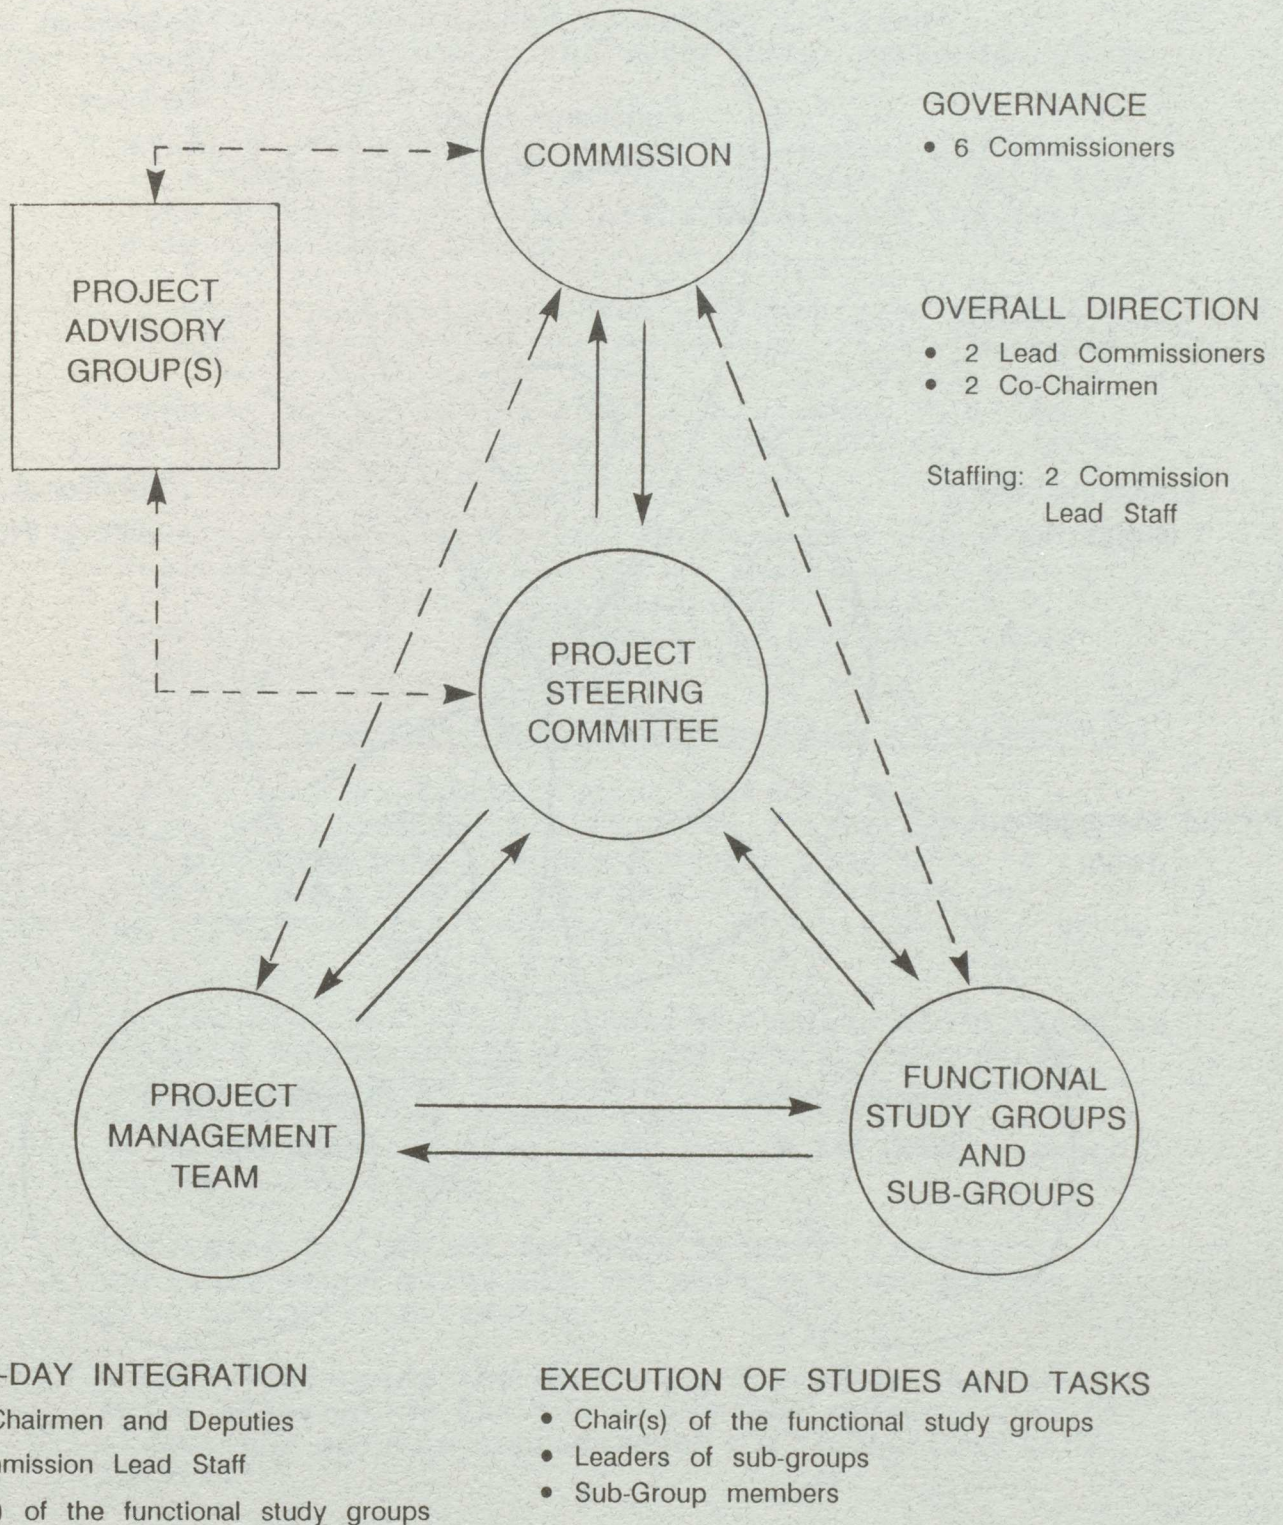 COMMISSION
GOVERNANCE
• 6 Commissioners
PROJECT
ADVISORY
GROUP(S)
OVERALL DIRECTION
• 2 Lead Commissioners
• 2 Co-Chairmen
Staffing: 2 Commission
Lead Staff
PROJECT
STEERING
COMMITTEE
PROJECT
MANAGEMENT
TEAM
FUNCTIONAL
STUDY GROUPS
AND
SUB-GROUPS
-DAY INTEGRATION
Chairmen and Deputies
Lead Staff
of the functional study groups
EXECUTION OF STUDIES AND TASKS
• Chair(s) of the functional study groups
• Leaders of sub-groups
• Sub-Group members